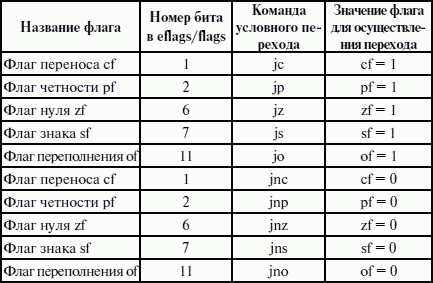 Название флага Номер бита Команда Значение флага
в eflags/flags условного пе- для осуществле-
рехода ния перехода
Флаг переноса cf 1 jc cf = 1
Флаг четности pf 2 jp pf = 1
Флаг нуля zf 6 jz zf = 1
Флаг знака sf 7 js sf = 1
Флаг переполнения of 11 jo of = 1
Флаг переноса cf 1 jnc cf = 0
Флаг четности pf 2 jnp pf = 0
Флаг нуля zf 6 jnz zf = 0
Флаг знака sf 7 jns sf = 0
Флаг переполнения of 11 jno of = 0